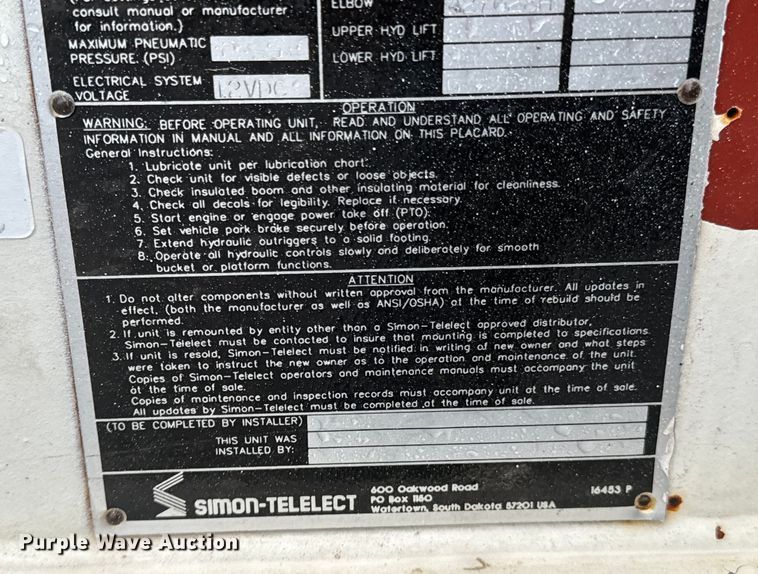 consult manual or manufacturer
for information.)
MAXIMUM PNEUMATIC
PRESSURE: (PSI)
ELECTRICAL SYSTEM
VOLTAGE
12VDC
ELBOW
UPPER HYD LIFT
LOWER HYD LIFT
OPERATION
WARNING: BEFORE OPERATING UNIT, READ AND UNDERSTAND ALL OPERATING AND SAFETY
INFORMATION IN MANUAL AND ALL INFORMATION ON THIS PLACARD.
General Instructions:
1. Lubricate unit per lubrication chart.
2. Check unit for visible defects or loose objects.
3. Check insulated boom and other insulating material for cleanliness.
4. Check all decals for legibility. Replace if necessary.
5. Start engine or engage power take off (PTO).
6. Set vehicle park brake securely before operation.
7. Extend hydraulic outriggers to a solid footing.
8. Operate all hydraulic controls slowly and deliberately for smooth
bucket or platform functions.
ATTENTION
1. Do not alter components without written approval from the manufacturer. All updates in
effect, (both the manufacturer as well as ANSI/OSHA) at the time of rebuild should be
performed.
2. If unit is remounted by entity other than a Simon-Telelect approved distributor,
Simon-Telelect must be contacted to insure that mounting is completed to specifications.
3. If unit is resold, Simon-Telelect must be notified in writing of new owner and what steps
were taken to instruct the new owner as to the operation and maintenance of the unit.
Copies of Simon-Telelect operators and maintenance manuals must accompany the unit
at the time of sale.
Copies of maintenance and inspection records must accompany unit at the time of sale.
All updates by Simon-Telelect must be completed at the time of sale.
(TO BE COMPLETED BY INSTALLER)
THIS UNIT WAS
INSTALLED BY:
SIMON-TELELECT
600 Oakwood Road
PO Box 1150
Watertown, South Dakota 57201 USA
16453 P
Purple Wave Auction